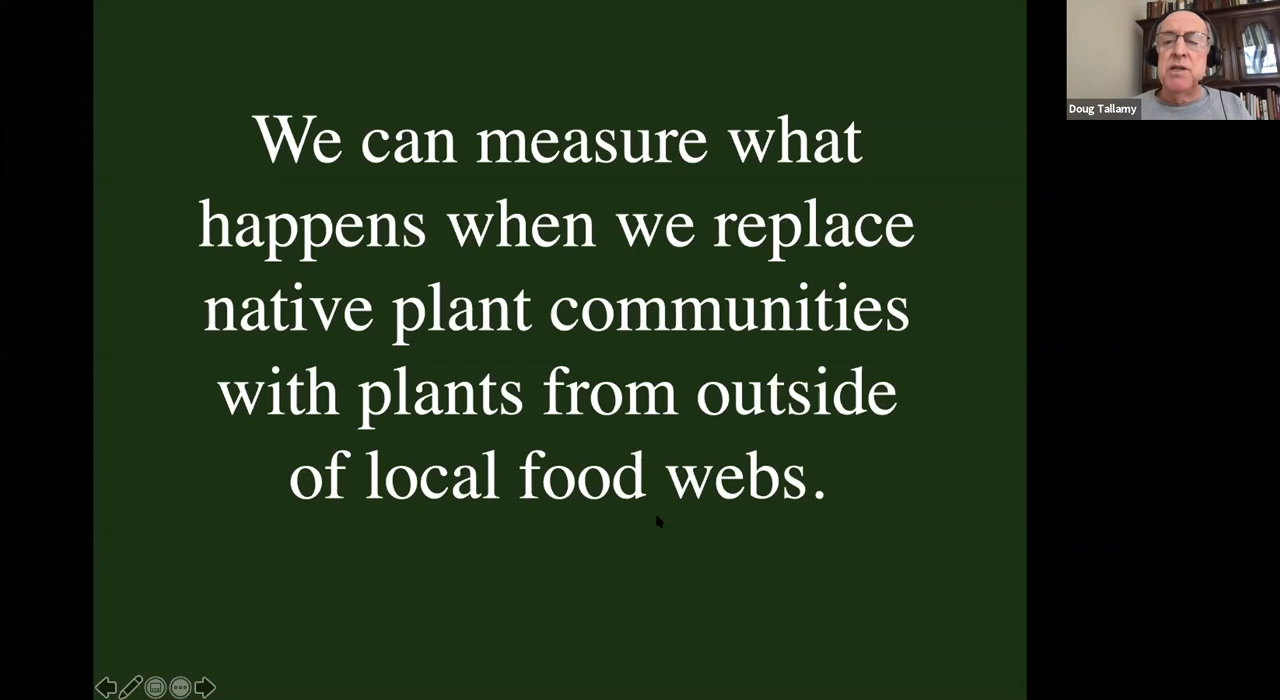 We can measure what
happens when we replace
native plant communities
with plants from outside
of local food webs.
Doug Tallamy